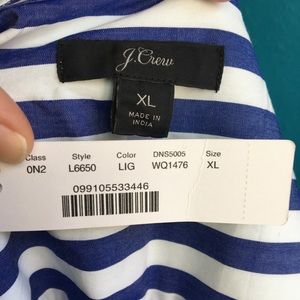 J.Crew
XL
MADE IN
INDIA
Class Style Color DNS5005 Size
0N2 L6650 LIG WQ1476 XL
099105533446